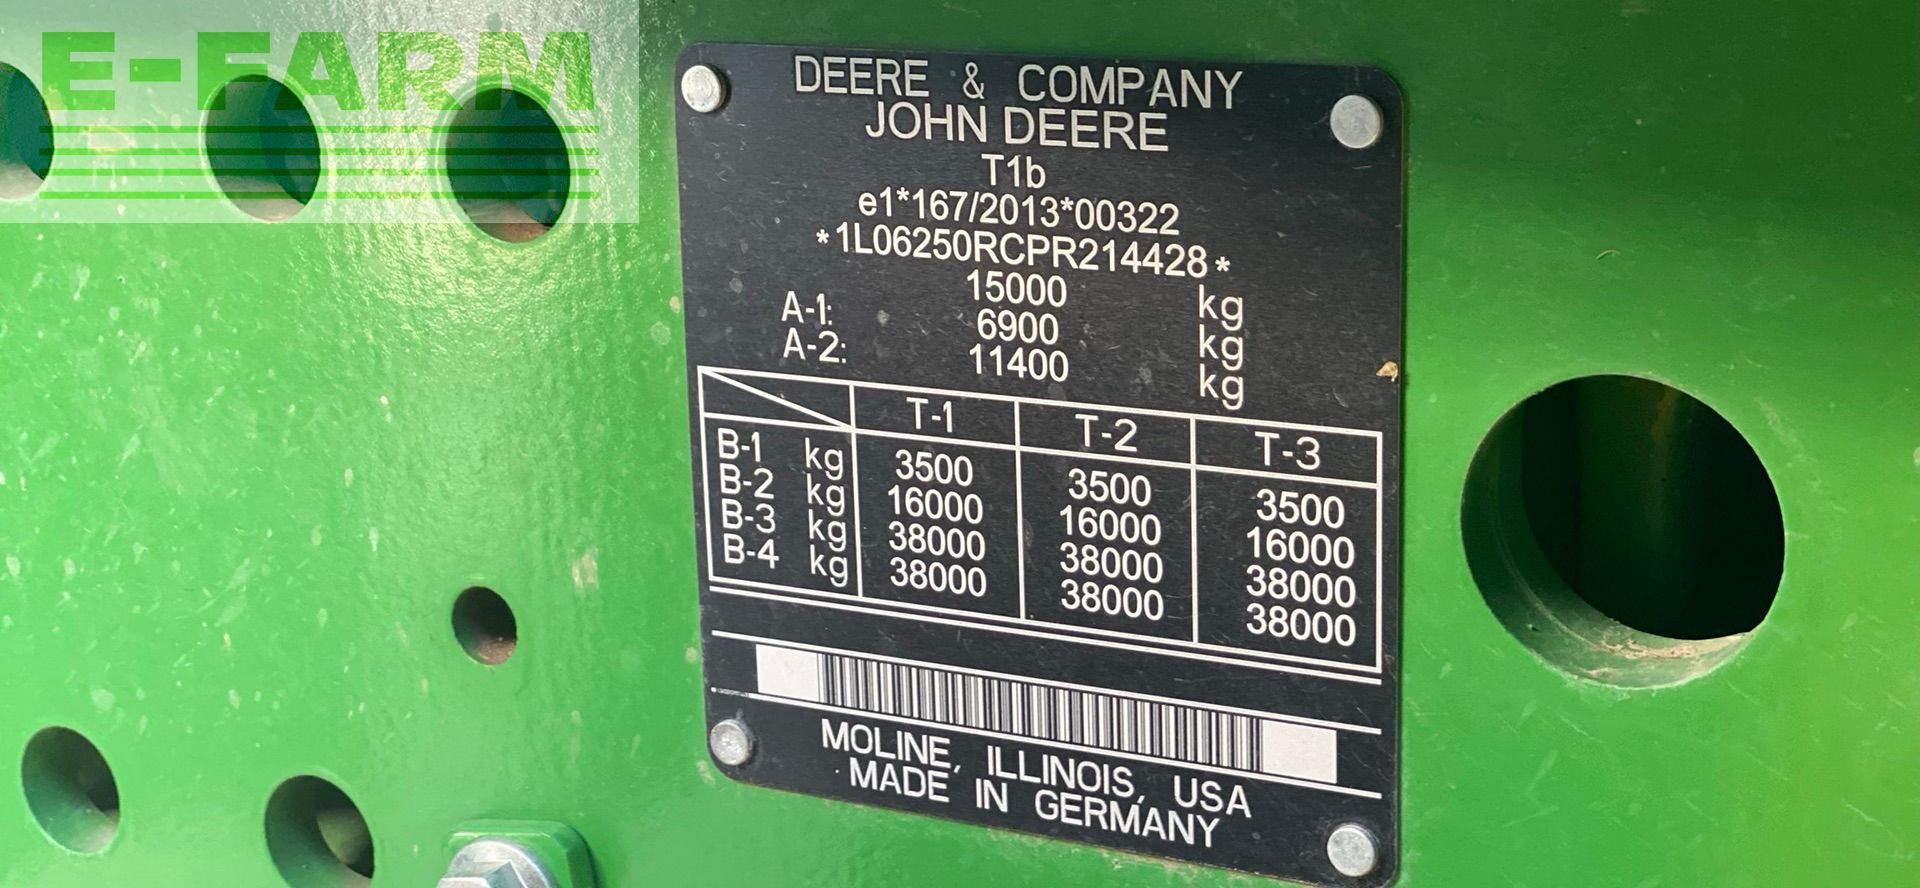 E-FARM
DEERE & COMPANY
JOHN DEERE
T1b
e1*167/2013*00322
*1L06250RCPR214428*
15000 kg
A-1: 6900 kg
A-2: 11400 kg
T-1 T-2 T-3
B-1 kg 3500 3500 3500
B-2 kg 16000 16000 16000
B-3 kg 38000 38000 38000
B-4 kg 38000 38000 38000
MOLINE, ILLINOIS, USA
MADE IN GERMANY